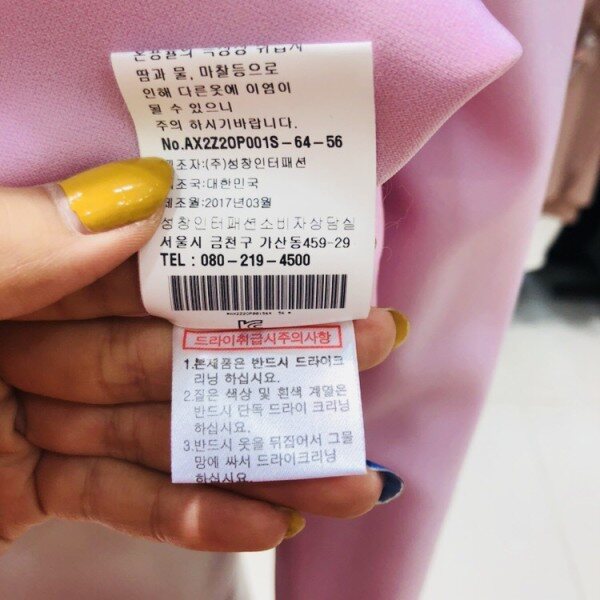 땀과 물, 마찰등으로
인해 다른옷에 이염이
될 수 있으니
주의 하시기바랍니다.
No.AX2Z2OP001S-64-56
조자:(주)성창인터패션
조국:대한민국
제조월:2017년03월
성창인터패션소비자상담실
서울시 금천구 가산동459-29
TEL : 080-219-4500
드라이취급시주의사항
1.본제품은 반드시 드라이크
리닝 하십시요.
2.짙은 색상 및 흰색 계열은
반드시 단독 드라이 크리닝
하십시요.
3.반드시 옷을 뒤집어서 그물
망에 싸서 드라이크리닝
하십시요.